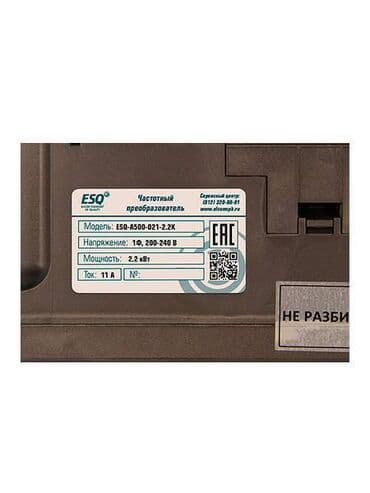 ESQ
Частотный
преобразователь
Сервисный центр:
(812) 320-88-81
www.elcomspb.ru
Модель: ESQ-A500-021-2.2K
Напряжение: 1Ф, 200-240 В
Мощность: 2.2 кВт
Ток: 11 А
№:
EAC
НЕ РАЗБИ